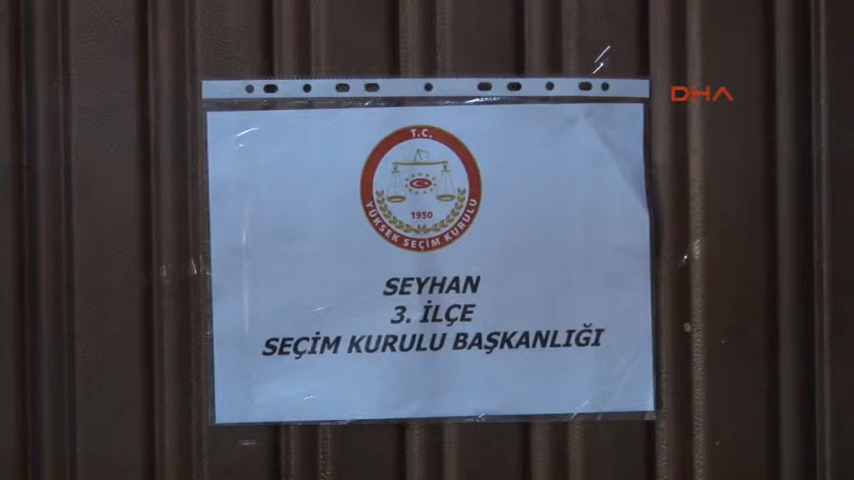 DHA
T.C.
1950
YÜKSEK SEÇİM KURULU
SEYHAN
3. İLÇE
SEÇİM KURULU BAŞKANLIĞI